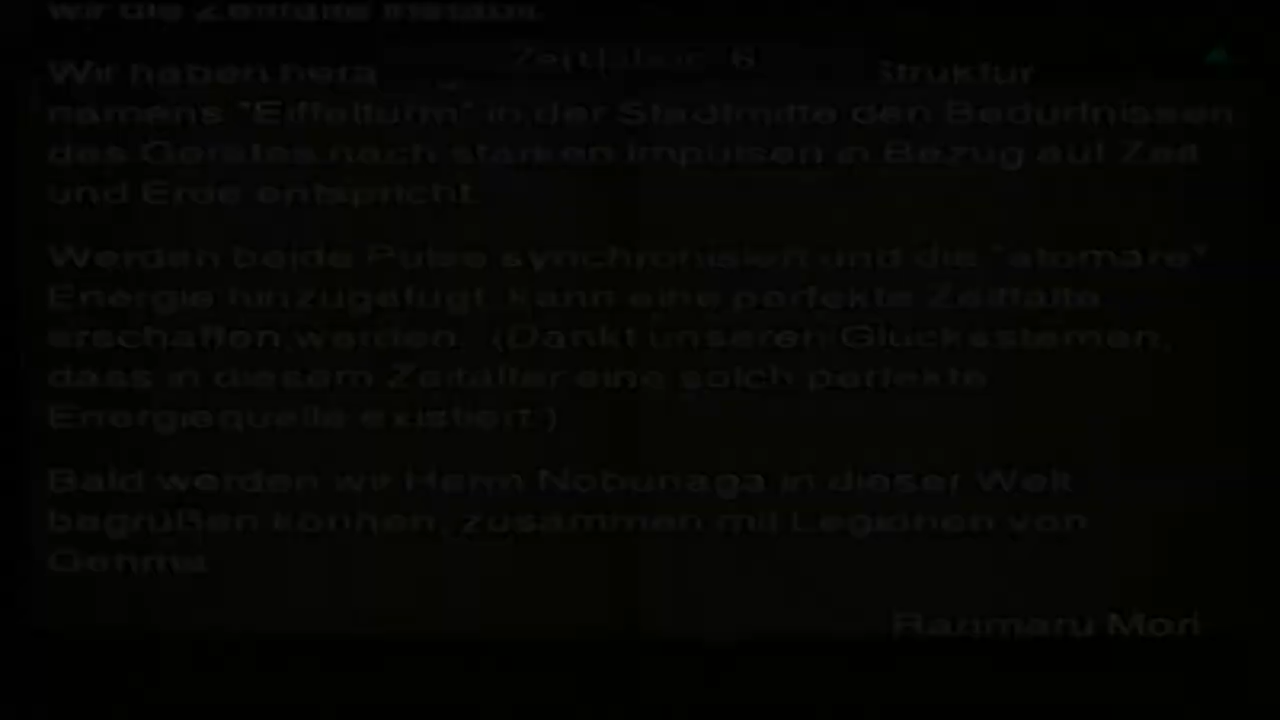 wir die Zeitfalte
Wir haben Struktur
namens "Eiffelturm" in der Stadtmitte den Bedürfnissen
des Gerätes nach starken Impulsen in Bezug auf Zeit
und Erde entspricht.
Werden beide Pulse synchronisiert und die "atomare"
Energie hinzugefügt, kann eine perfekte Zeitfalte
erschaffen werden. (Dankt unseren Glückssternen,
dass in diesem Zeitalter eine solch perfekte
Energiequelle existiert.)
Bald werden wir Herrn Nobunaga in dieser Welt
begrüßen können, zusammen mit Legionen von
Genma.
Ranmaru Mori